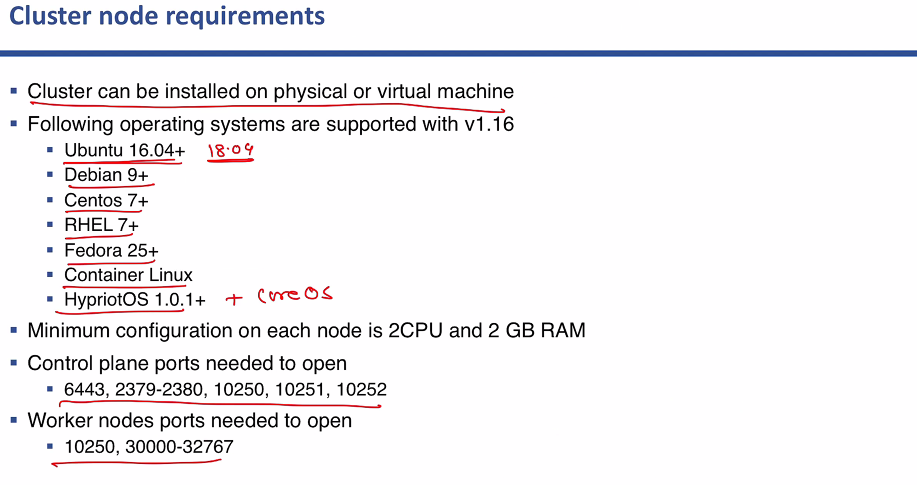 Cluster node requirements
Cluster can be installed on physical or virtual machine
Following operating systems are supported with v1.16
Ubuntu 16.04+ 18.04
Debian 9+
Centos 7+
RHEL 7+
Fedora 25+
Container Linux
HypriotOS 1.0.1+ + CoreOS
Minimum configuration on each node is 2CPU and 2 GB RAM
Control plane ports needed to open
6443, 2379-2380, 10250, 10251, 10252
Worker nodes ports needed to open
10250, 30000-32767